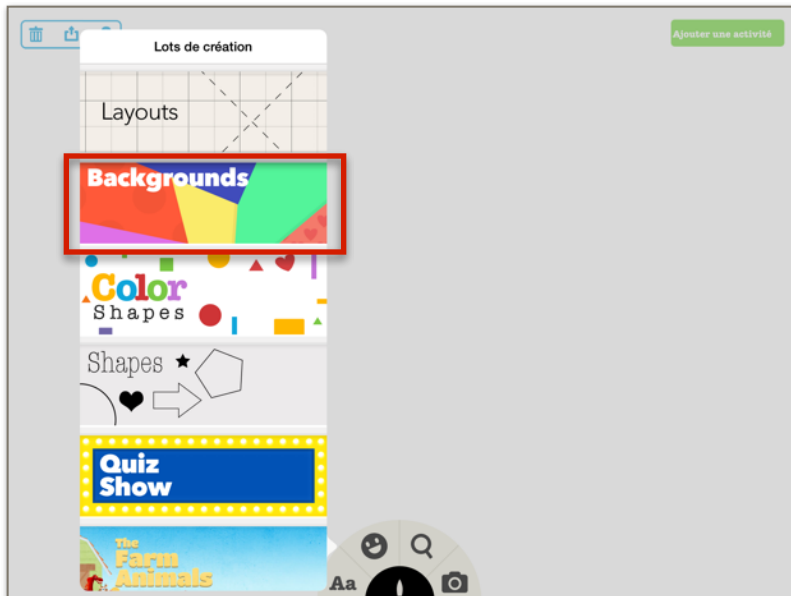 Lots de création
Ajouter une activité
Layouts
Backgrounds
Color
Shapes
Shapes
Quiz
Show
The
Farm
Animals
Aa